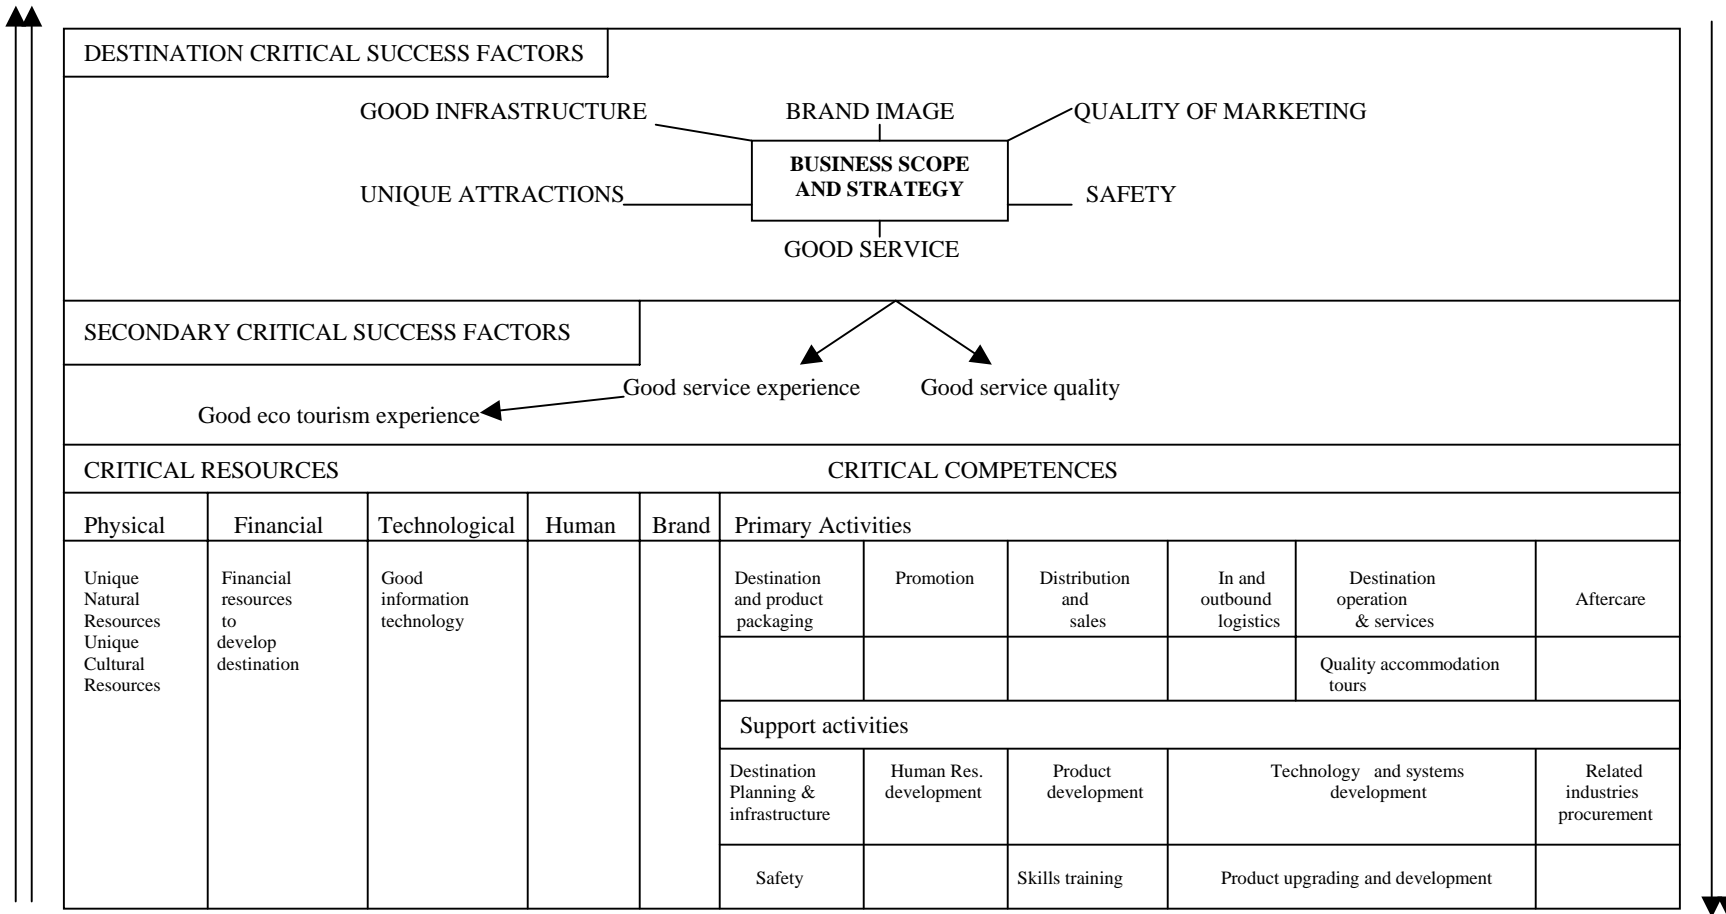 DESTINATION CRITICAL SUCCESS FACTORS
GOOD INFRASTRUCTURE
BRAND IMAGE
QUALITY OF MARKETING
BUSINESS SCOPE
AND STRATEGY
UNIQUE ATTRACTIONS
SAFETY
GOOD SERVICE
SECONDARY CRITICAL SUCCESS FACTORS
Good service experience
Good service quality
Good eco tourism experience
CRITICAL RESOURCES
CRITICAL COMPETENCES
Physical
Financial
Technological
Human
Brand
Primary Activities
Unique
Natural
Resources
Unique
Cultural
Resources
Financial
resources
to
develop
destination
Good
information
technology
Destination
and product
packaging
Promotion
Distribution
and
sales
In and
outbound
logistics
Destination
operation
& services
Aftercare
Quality accommodation
tours
Support activities
Destination
Planning &
infrastructure
Human Res.
development
Product
development
Technology and systems
development
Related
industries
procurement
Safety
Skills training
Product upgrading and development